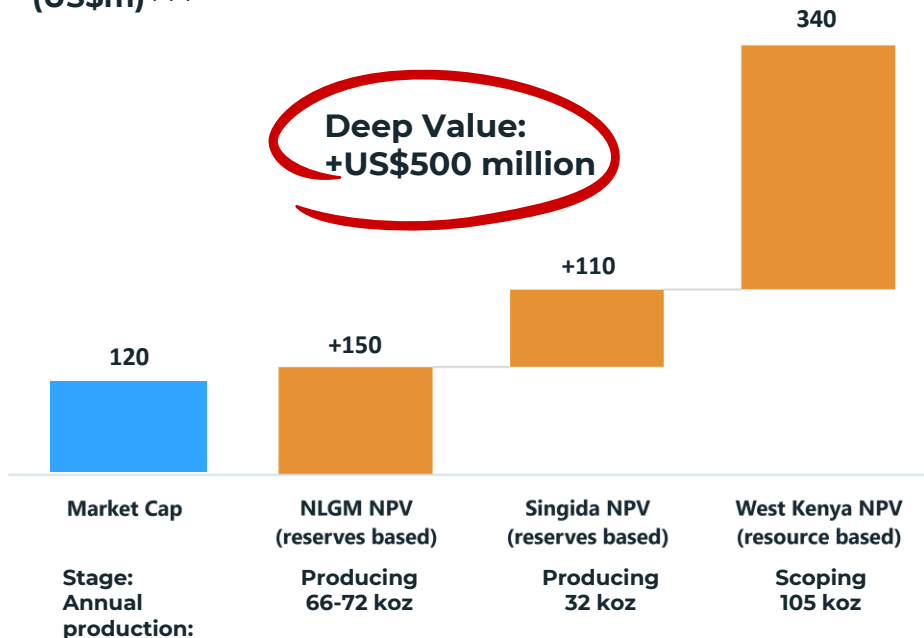 (US$m)
340
Deep Value:
+US$500 million
+110
+150
120
Market Cap
NLGM NPV
(reserves based)
Singida NPV
(reserves based)
West Kenya NPV
(resource based)
Stage:
Producing
Producing
Scoping
Annual
production:
66-72 koz
32 koz
105 koz